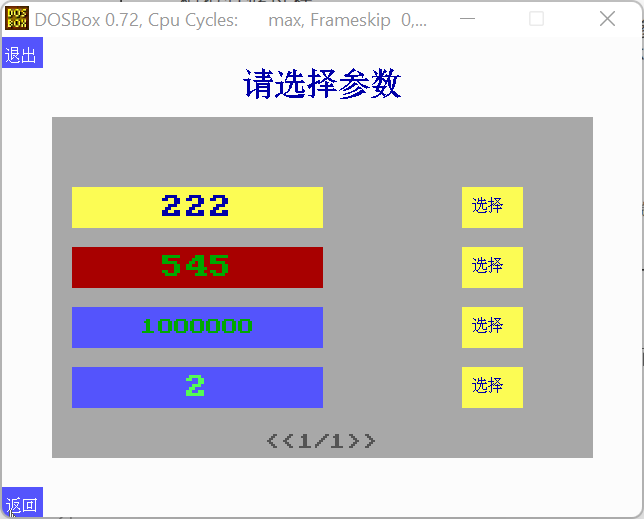 DOSBox 0.72, Cpu Cycles: max, Frameskip 0,...
退出
请选择参数
222 选择
545 选择
1000000 选择
2 选择
<<1/1>>
返回